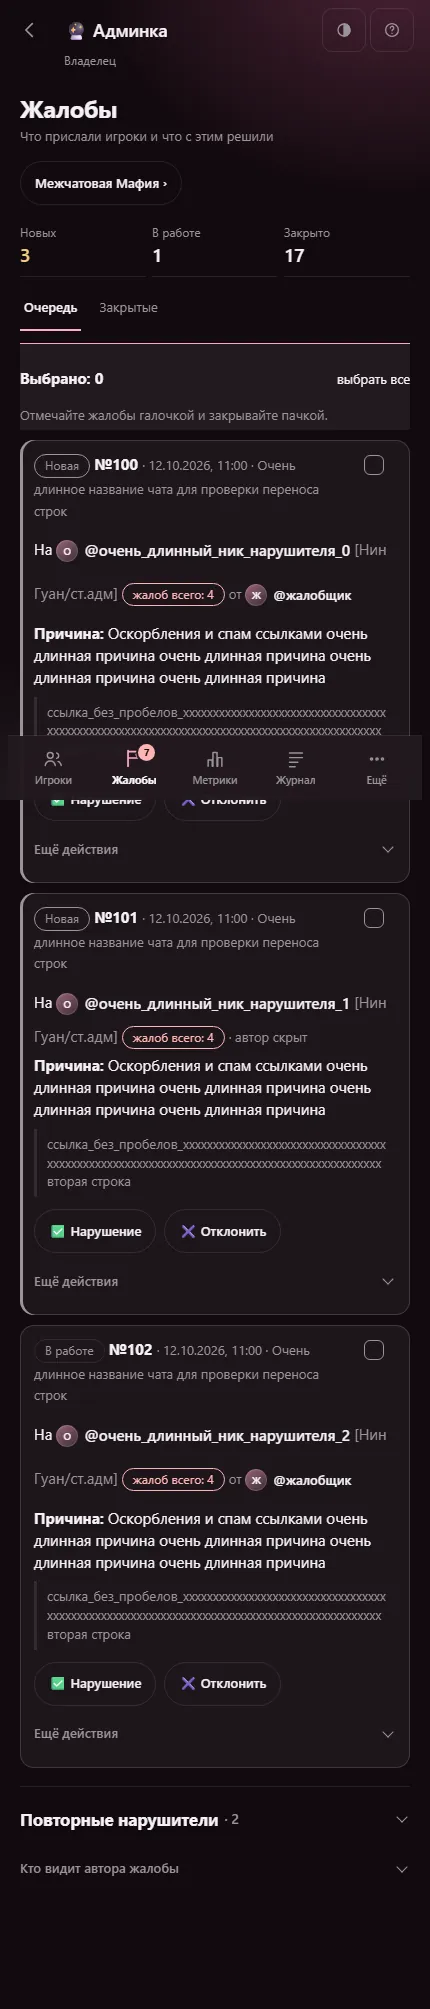 Админка
Владелец
Жалобы
Что прислали игроки и что с этим решили
Межчатовая Мафия ›
Новых
В работе
Закрыто
3
1
17
Очередь
Закрытые
Выбрано: 0
выбрать все
Отмечайте жалобы галочкой и закрывайте пачкой.
Новая №100 · 12.10.2026, 11:00 · Очень
длинное название чата для проверки переноса
строк
На О @очень_длинный_ник_нарушителя_0 [Нин
Гуан/ст.адм] жалоб всего: 4 от Ж @жалобщик
Причина: Оскорбления и спам ссылками очень
длинная причина очень длинная причина очень
длинная причина очень длинная причина
Игроки
Жалобы
7
Метрики
Журнал
Ещё
Нарушение
Отклонить
Ещё действия
Новая №101 · 12.10.2026, 11:00 · Очень
длинное название чата для проверки переноса
строк
На О @очень_длинный_ник_нарушителя_1 [Нин
Гуан/ст.адм] жалоб всего: 4 · автор скрыт
Причина: Оскорбления и спам ссылками очень
длинная причина очень длинная причина очень
длинная причина очень длинная причина
вторая строка
Нарушение
Отклонить
Ещё действия
В работе №102 · 12.10.2026, 11:00 · Очень
длинное название чата для проверки переноса
строк
На О @очень_длинный_ник_нарушителя_2 [Нин
Гуан/ст.адм] жалоб всего: 4 от Ж @жалобщик
Причина: Оскорбления и спам ссылками очень
длинная причина очень длинная причина очень
длинная причина очень длинная причина
вторая строка
Нарушение
Отклонить
Ещё действия
Повторные нарушители · 2
Кто видит автора жалобы